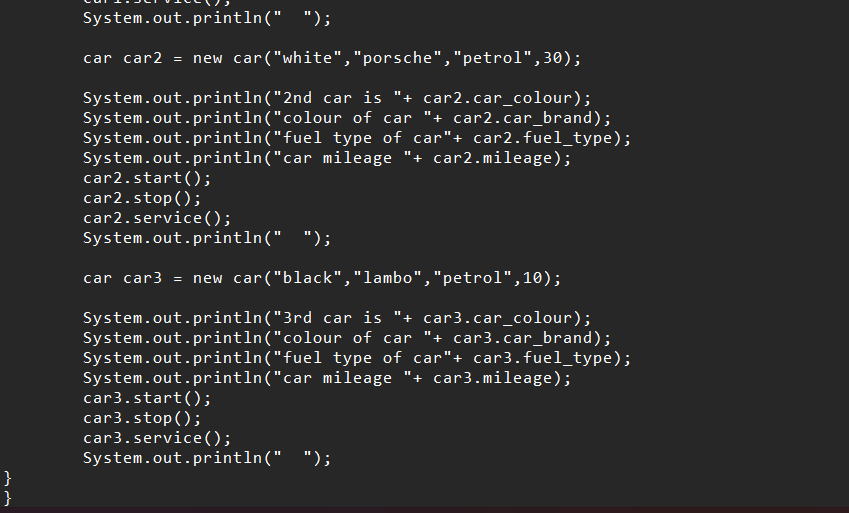 car1.service();
System.out.println("  ");
car car2 = new car("white","porsche","petrol",30);
System.out.println("2nd car is "+ car2.car_colour);
System.out.println("colour of car "+ car2.car_brand);
System.out.println("fuel type of car"+ car2.fuel_type);
System.out.println("car mileage "+ car2.mileage);
car2.start();
car2.stop();
car2.service();
System.out.println("  ");
car car3 = new car("black","lambo","petrol",10);
System.out.println("3rd car is "+ car3.car_colour);
System.out.println("colour of car "+ car3.car_brand);
System.out.println("fuel type of car"+ car3.fuel_type);
System.out.println("car mileage "+ car3.mileage);
car3.start();
car3.stop();
car3.service();
System.out.println("  ");
}
}